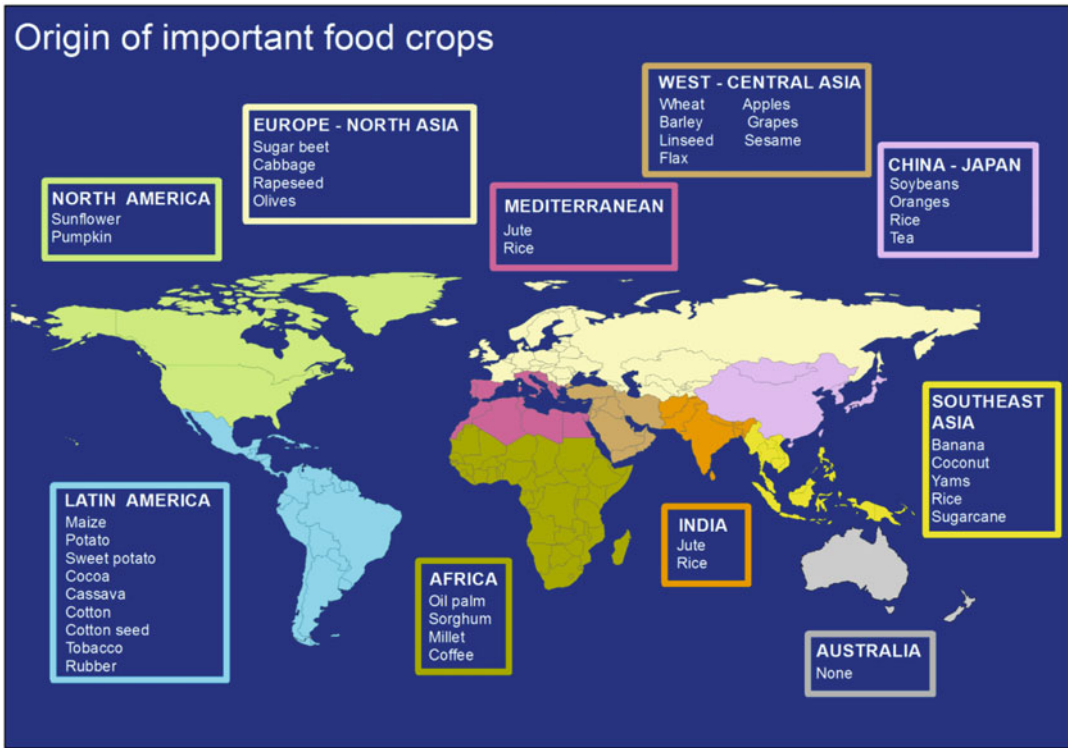 Origin of important food crops
WEST - CENTRAL ASIA
Wheat Apples
Barley Grapes
Linseed Sesame
Flax
EUROPE - NORTH ASIA
Sugar beet
Cabbage
Rapeseed
Olives
CHINA - JAPAN
Soybeans
Oranges
Rice
Tea
NORTH AMERICA
Sunflower
Pumpkin
MEDITERRANEAN
Jute
Rice
SOUTHEAST
ASIA
Banana
Coconut
Yams
Rice
Sugarcane
LATIN AMERICA
Maize
Potato
Sweet potato
Cocoa
Cassava
Cotton
Cotton seed
Tobacco
Rubber
AFRICA
Oil palm
Sorghum
Millet
Coffee
INDIA
Jute
Rice
AUSTRALIA
None